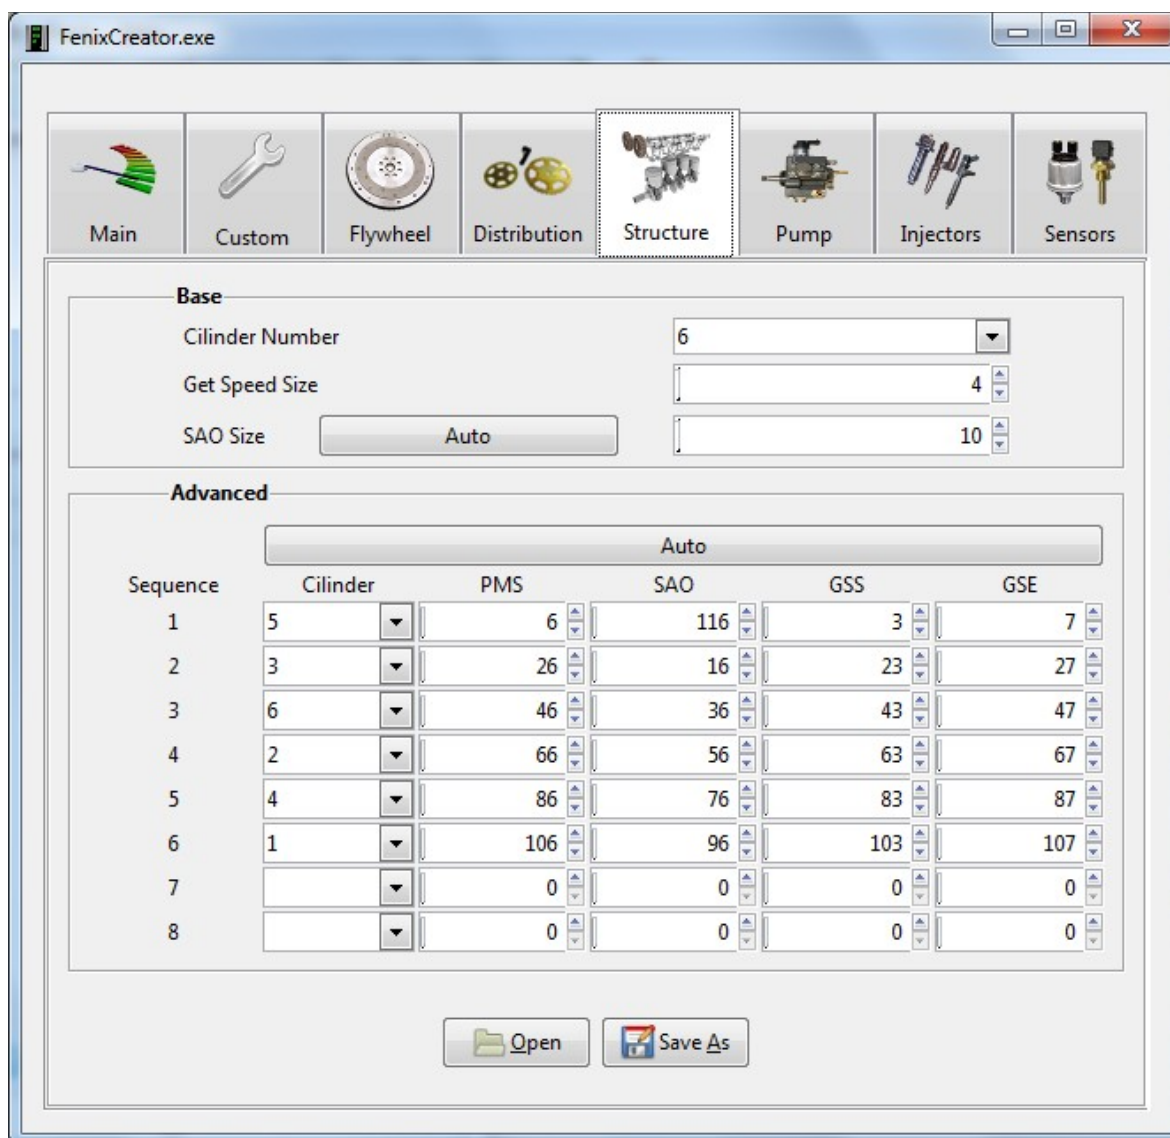 FenixCreator.exe
Main Custom Flywheel Distribution Structure Pump Injectors Sensors
Base
Cilinder Number 6
Get Speed Size 4
SAO Size Auto 10
Advanced
Auto
Sequence Cilinder PMS SAO GSS GSE
1 5 6 116 3 7
2 3 26 16 23 27
3 6 46 36 43 47
4 2 66 56 63 67
5 4 86 76 83 87
6 1 106 96 103 107
7 0 0 0 0
8 0 0 0 0
Open Save As